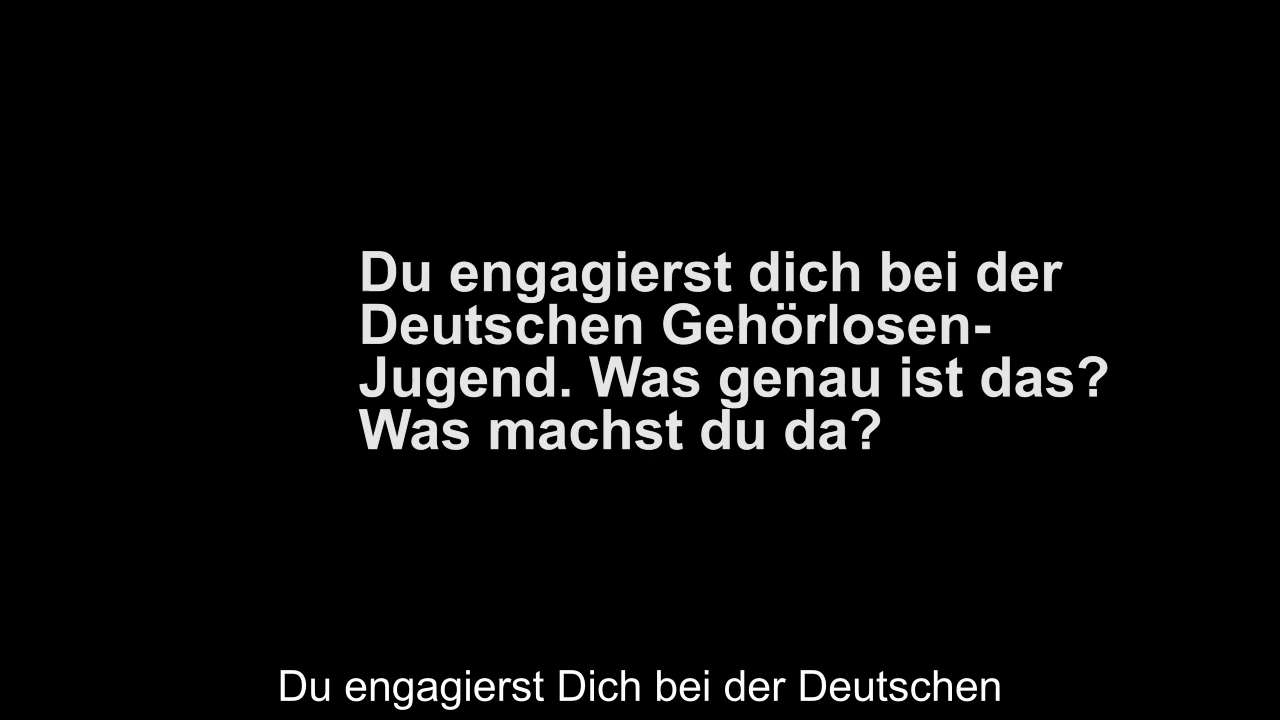 Du engagierst dich bei der
Deutschen Gehörlosen-
Jugend. Was genau ist das?
Was machst du da?
Du engagierst Dich bei der Deutschen